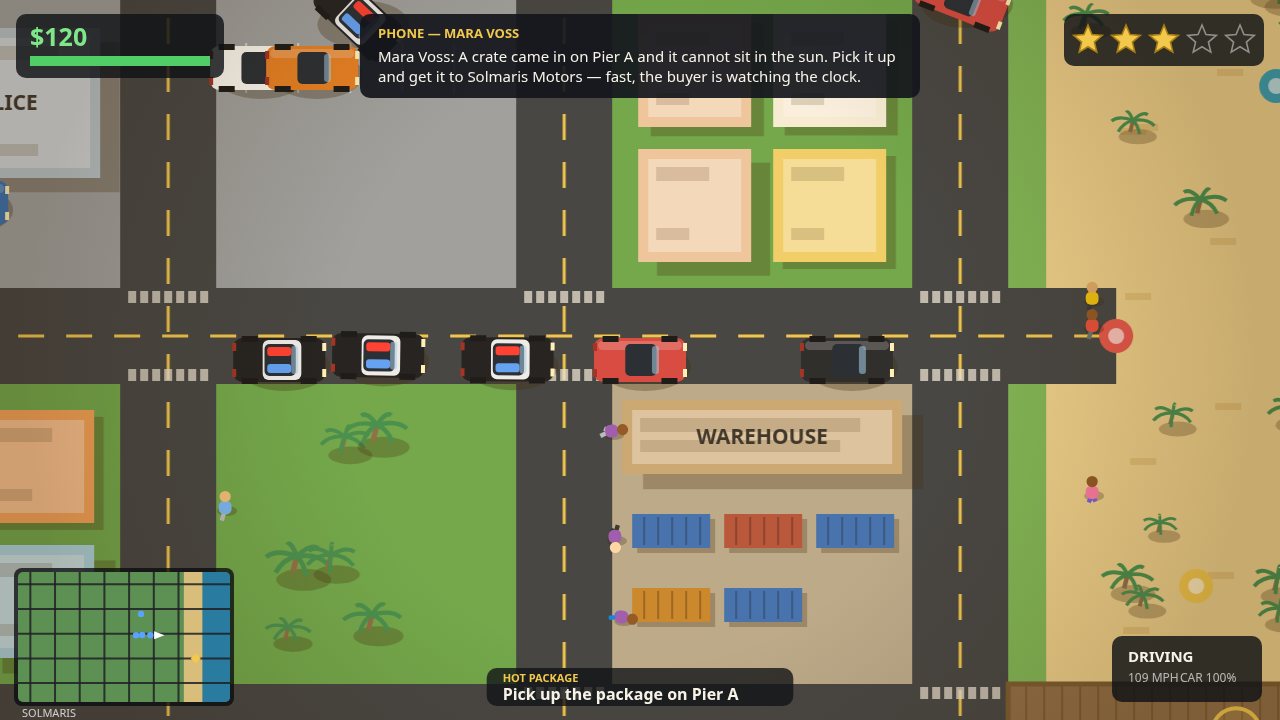 $120
PHONE — MARA VOSS
Mara Voss: A crate came in on Pier A and it cannot sit in the sun. Pick it up
and get it to Solmaris Motors — fast, the buyer is watching the clock.
LICE
WAREHOUSE
HOT PACKAGE
Pick up the package on Pier A
DRIVING
109 MPH CAR 100%
SOLMARIS